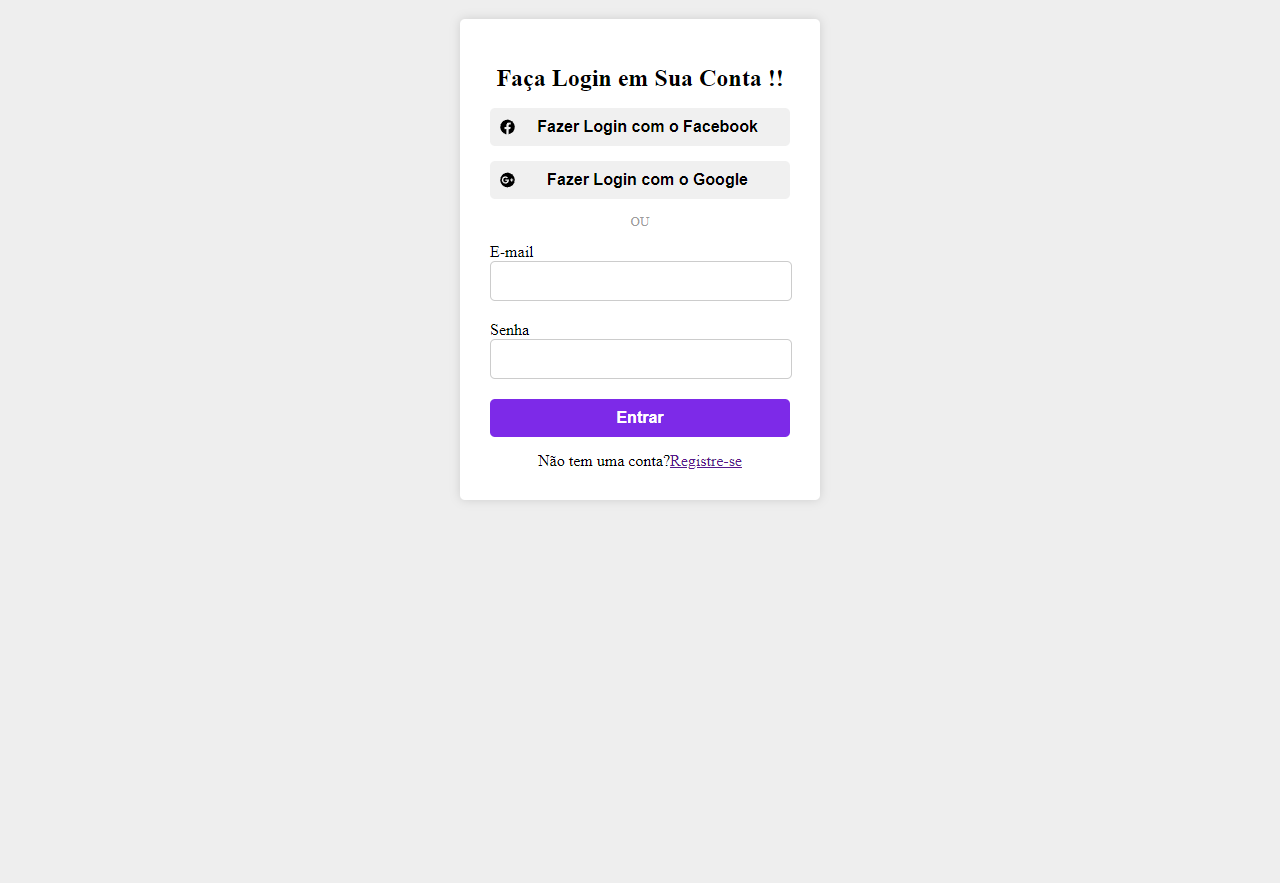 Faça Login em Sua Conta !!
Fazer Login com o Facebook
Fazer Login com o Google
OU
E-mail
Senha
Entrar
Não tem uma conta?Registre-se